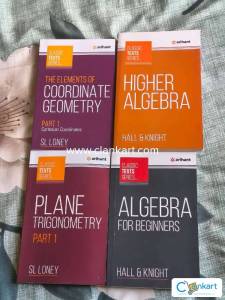 CLASSIC
TEXTS
SERIES
arihant
THE ELEMENTS OF
COORDINATE
GEOMETRY
PART 1
Cartesian Coordinates
SL LONEY
CLASSIC
TEXTS
SERIES
arihant
HIGHER
ALGEBRA
HALL & KNIGHT
www.clankart.com
CLASSIC
TEXTS
SERIES
arihant
PLANE
TRIGONOMETRY
PART 1
SL LONEY
CLASSIC
TEXTS
SERIES
arihant
ALGEBRA
FOR BEGINNERS
HALL & KNIGHT
Clankart